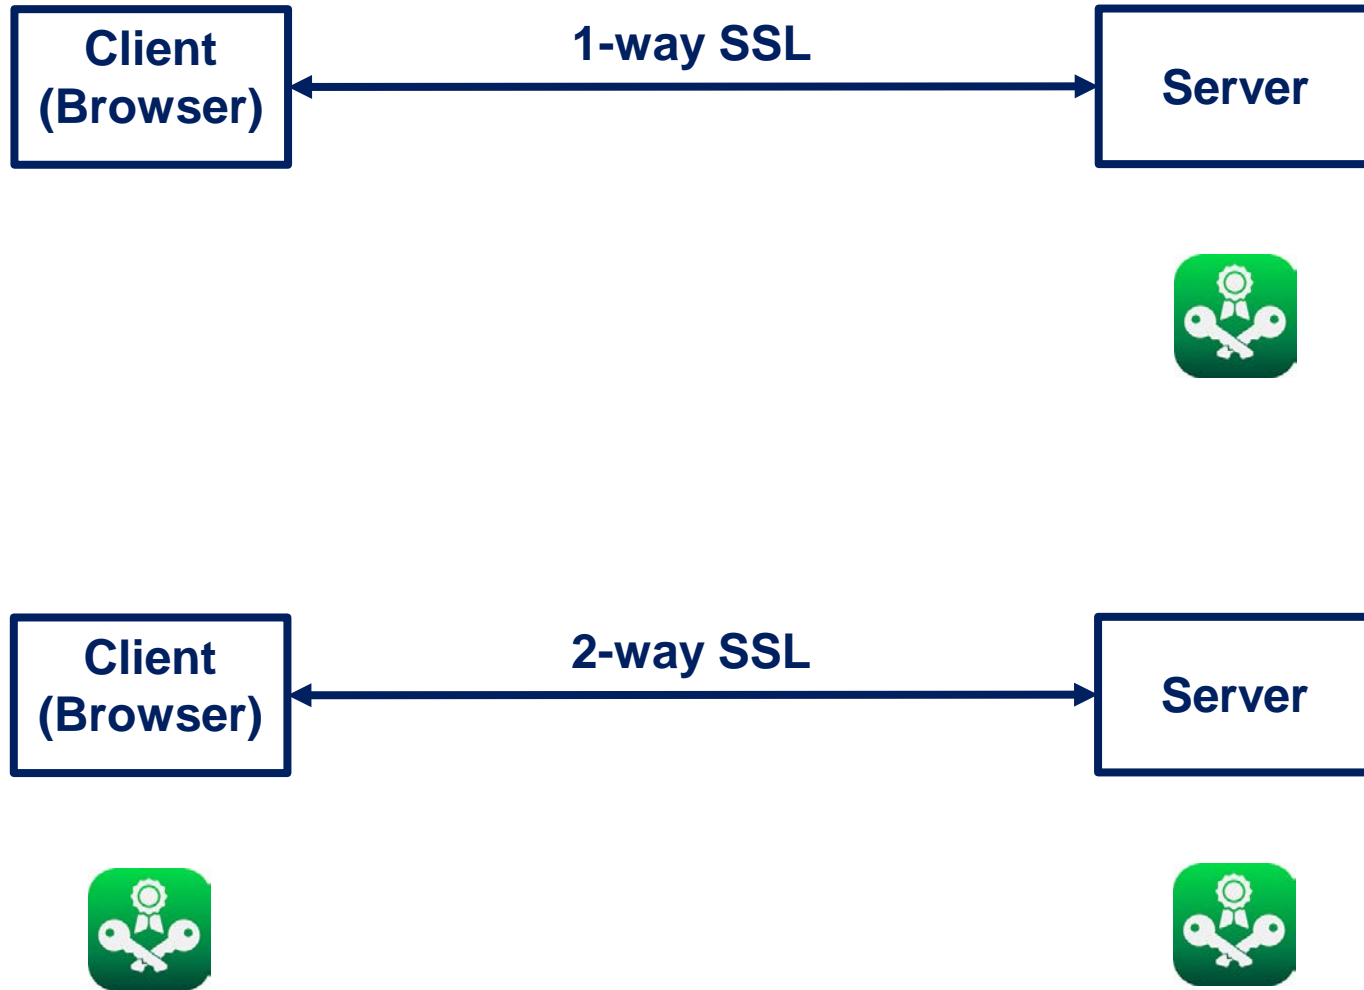 Client
(Browser)
1-way SSL
Server
Client
(Browser)
2-way SSL
Server